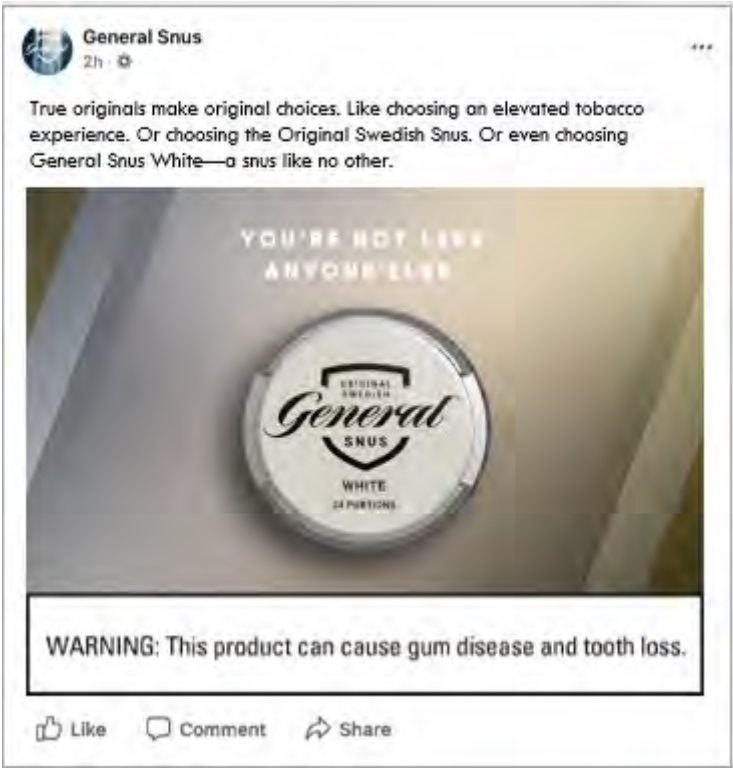 General Snus
2h
True originals make original choices. Like choosing an elevated tobacco
experience. Or choosing the Original Swedish Snus. Or even choosing
General Snus White—a snus like no other.
YOU'RE NOT LIKE
ANYONE ELSE
ORIGINAL
SWEDISH
General
SNUS
WHITE
24 PORTIONS
WARNING: This product can cause gum disease and tooth loss.
Like Comment Share